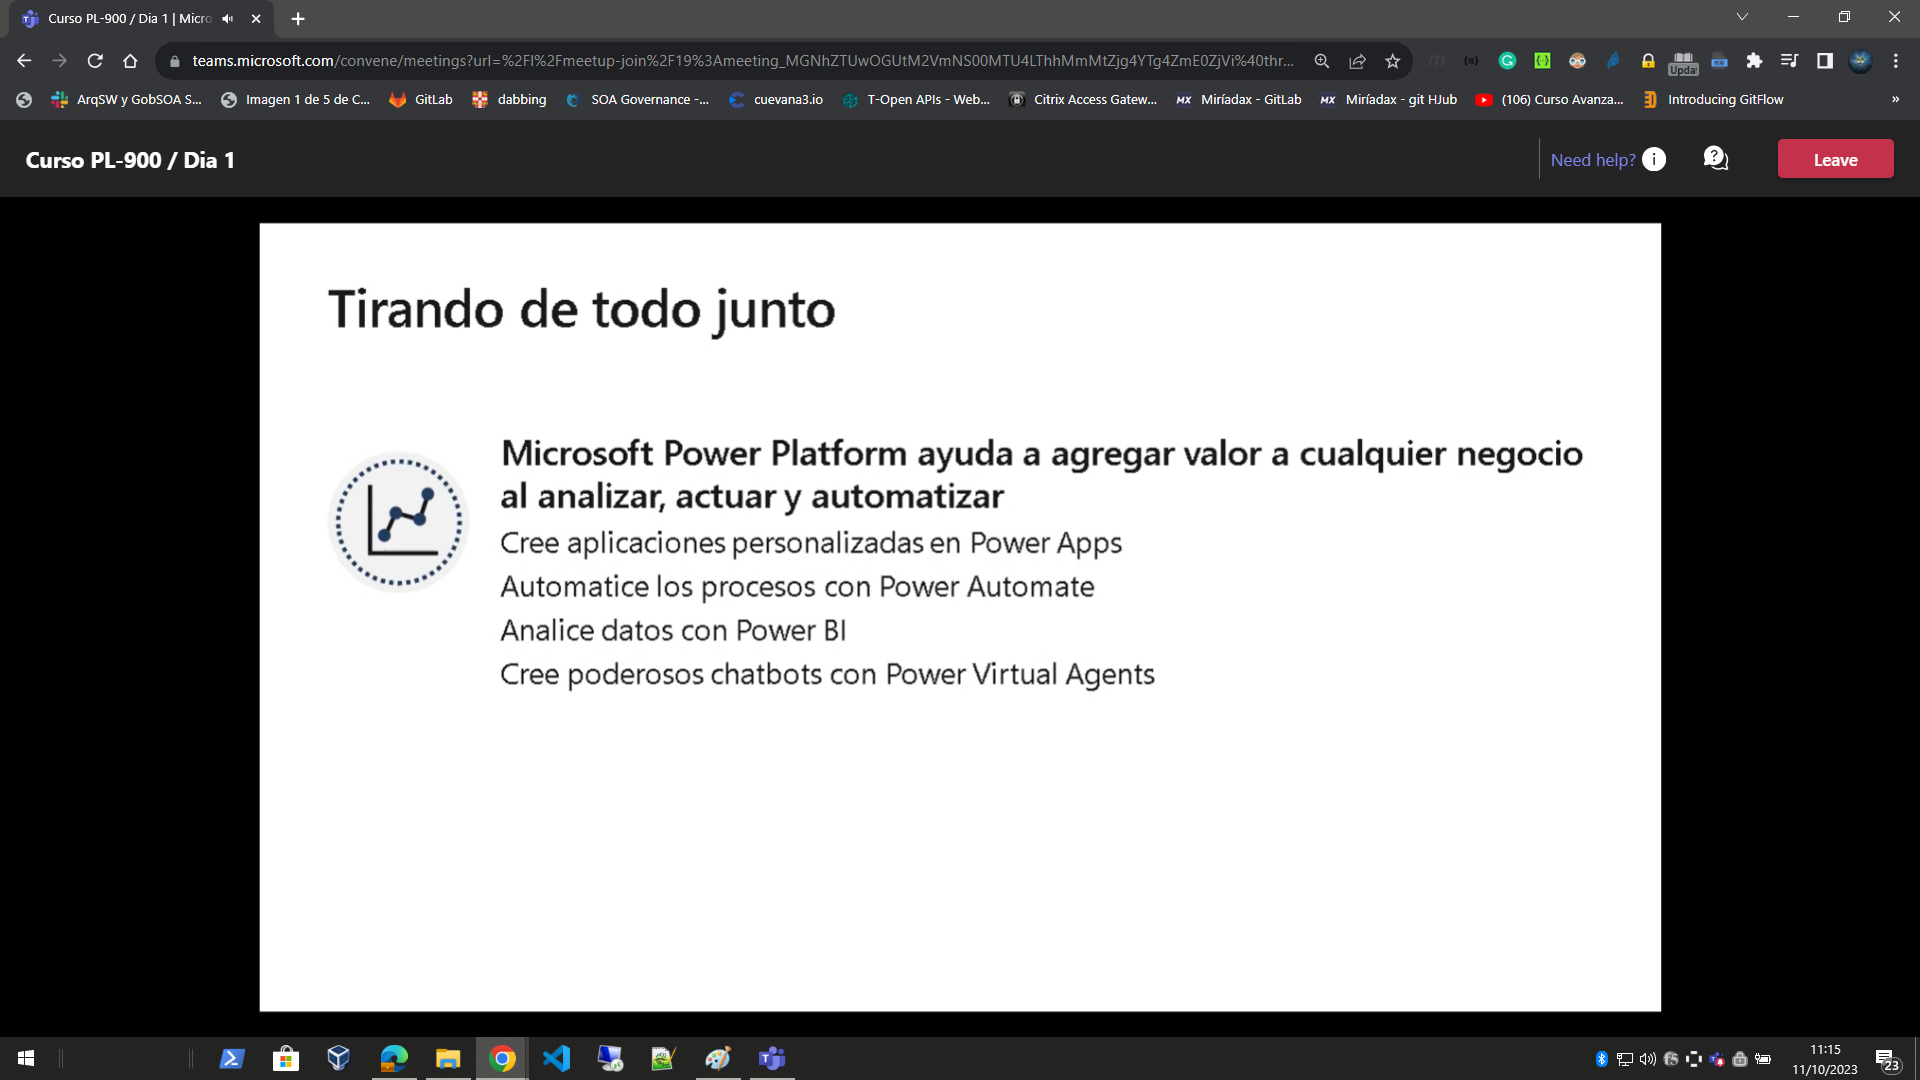 Curso PL-900 / Dia 1 | Micro
teams.microsoft.com/convene/meetings?url=%2Fl%2Fmeetup-join%2F19%3Ameeting_MGNhZTUwOGUtM2VmNS00MTU4LThhMmMtZjg4YTg4ZmE0ZjVi%40thr...
Upda
ArqSW y GobSOA S...
Imagen 1 de 5 de C...
GitLab
dabbing
SOA Governance -...
cuevana3.io
T-Open APIs - Web...
Citrix Access Gatew...
MX Miríadax - GitLab
MX Miríadax - git HJub
(106) Curso Avanza...
Introducing GitFlow
»
Curso PL-900 / Dia 1
Need help?
Leave
Tirando de todo junto
Microsoft Power Platform ayuda a agregar valor a cualquier negocio
al analizar, actuar y automatizar
Cree aplicaciones personalizadas en Power Apps
Automatice los procesos con Power Automate
Analice datos con Power BI
Cree poderosos chatbots con Power Virtual Agents
11:15
11/10/2023
23